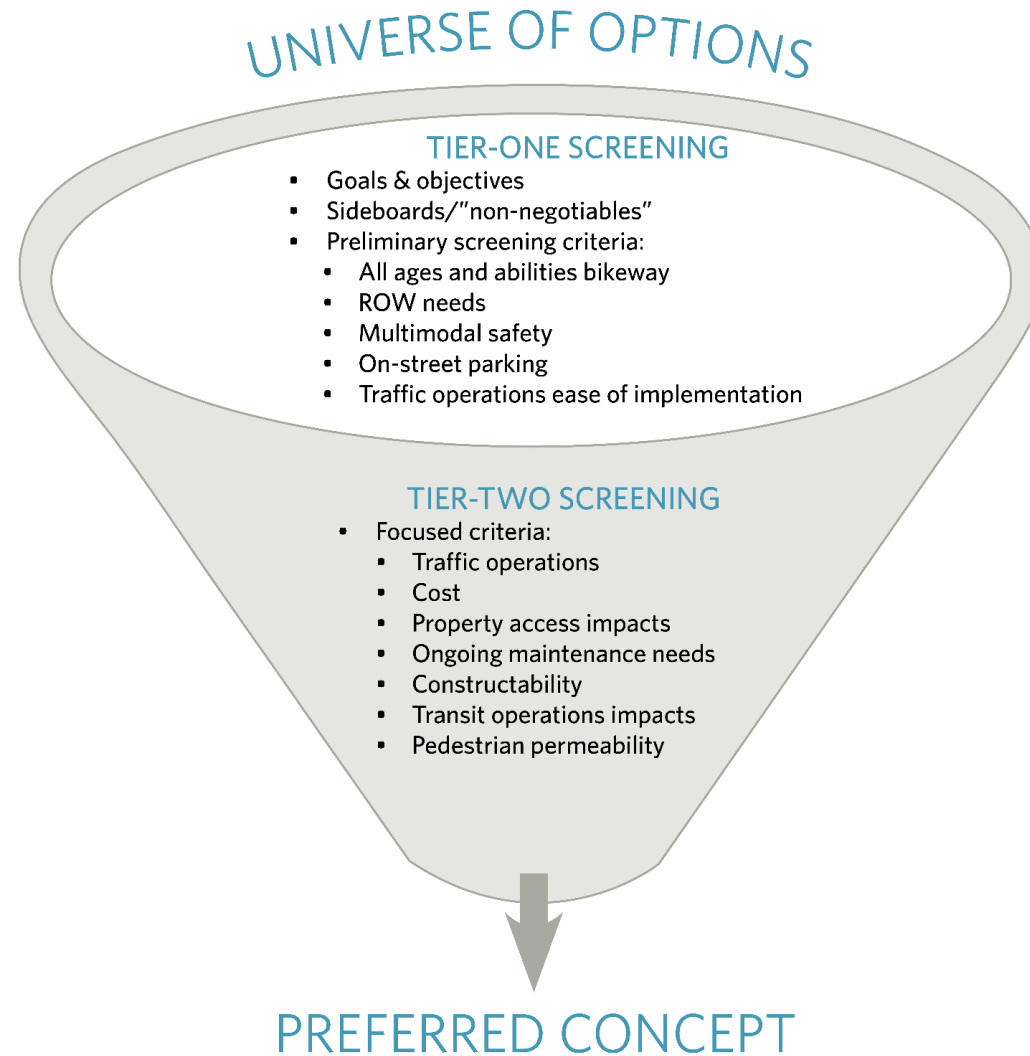 UNIVERSE OF OPTIONS
TIER-ONE SCREENING
▪ Goals & objectives
▪ Sideboards/”non-negotiables”
▪ Preliminary screening criteria:
▪ All ages and abilities bikeway
▪ ROW needs
▪ Multimodal safety
▪ On-street parking
▪ Traffic operations ease of implementation
TIER-TWO SCREENING
▪ Focused criteria:
▪ Traffic operations
▪ Cost
▪ Property access impacts
▪ Ongoing maintenance needs
▪ Constructability
▪ Transit operations impacts
▪ Pedestrian permeability
PREFERRED CONCEPT